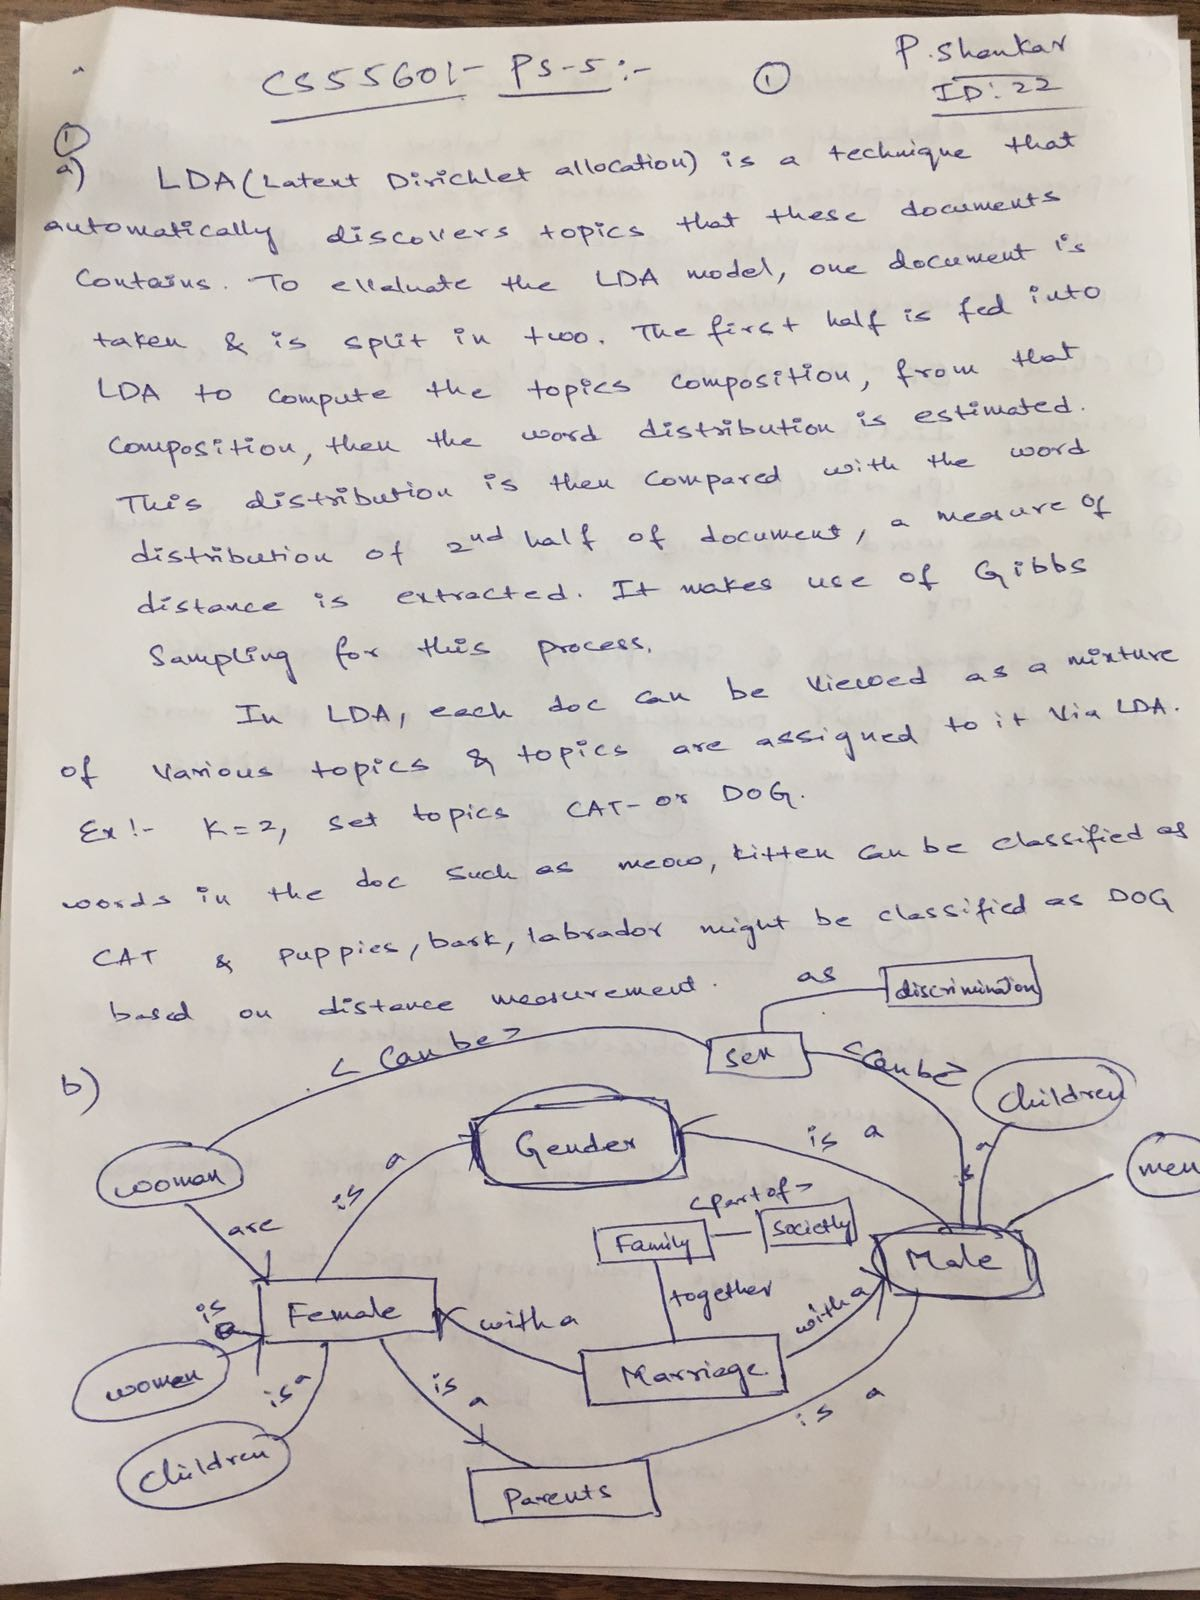 CS5560L- PS-5:-
①
P.Shankar
ID: 22
①
a) LDA(Latent Dirichlet allocation) is a technique that
automatically discovers topics that these documents
Contains. To evaluate the LDA model, one document is
taken & is split in two. The first half is fed into
LDA to compute the topics composition, from that
composition, then the word distribution is estimated.
This distribution is then compared with the word
distribution of 2nd half of document, a measure of
distance is extracted. It makes use of Gibbs
Sampling for this process.
In LDA, each doc can be viewed as a mixture
of various topics & topics are assigned to it via LDA.
Ex:- K=2, set topics CAT- or DOG.
words in the doc such as meow, kitten can be classified as
CAT & puppies, bark, labrador might be classified as DOG
based on distance measurement.
as
discrimination
<can be>
sex
<can be>
b)
children
Gender
is a
is a
woman
is a
men
<part of>
are
Family
Societly
Male
Female
together
is a
with a
with a
women
Marriage
is a
is a
is a
children
Parents